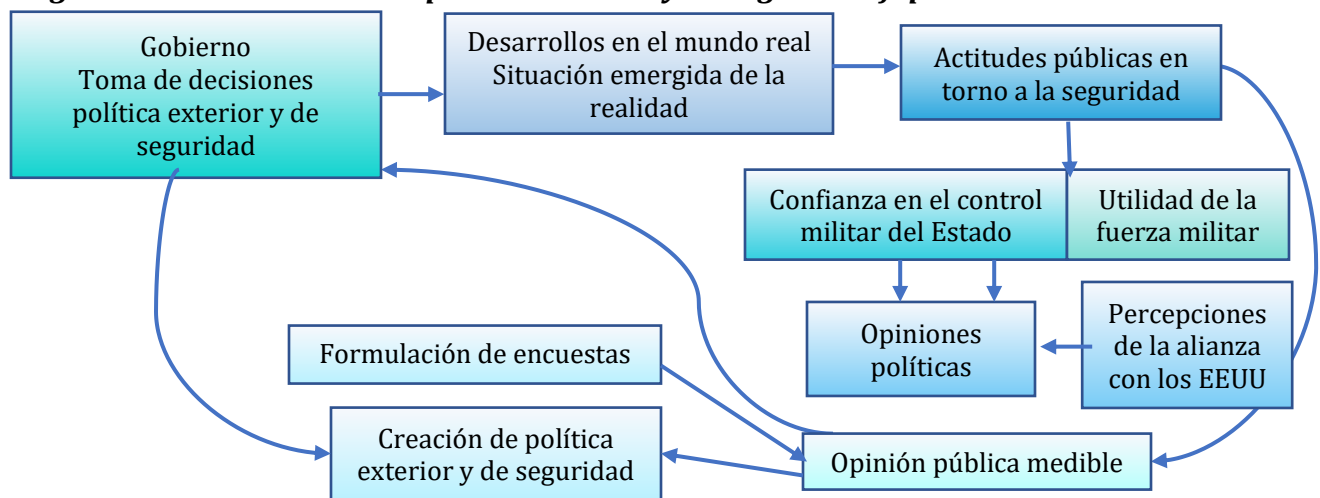 Gobierno
Toma de decisiones
política exterior y de
seguridad
Desarrollos en el mundo real
Situación emergida de la
realidad
Actitudes públicas en
torno a la seguridad
Confianza en el control
militar del Estado
Utilidad de la
fuerza militar
Opiniones
políticas
Percepciones
de la alianza
con los EEUU
Formulación de encuestas
Creación de política
exterior y de seguridad
Opinión pública medible